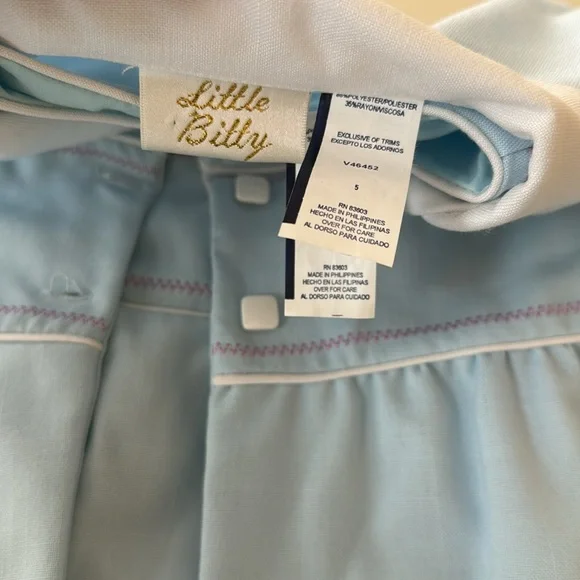 Little
Bitty
65%POLYESTER/POLIESTER
35%RAYON/VISCOSA
EXCLUSIVE OF TRIMS
EXCEPTO LOS ADORNOS
V46452
5
RN 83603
MADE IN PHILIPPINES
HECHO EN LAS FILIPINAS
OVER FOR CARE
AL DORSO PARA CUIDADO
RN 83603
MADE IN PHILIPPINES
HECHO EN LAS FILIPINAS
OVER FOR CARE
AL DORSO PARA CUIDADO